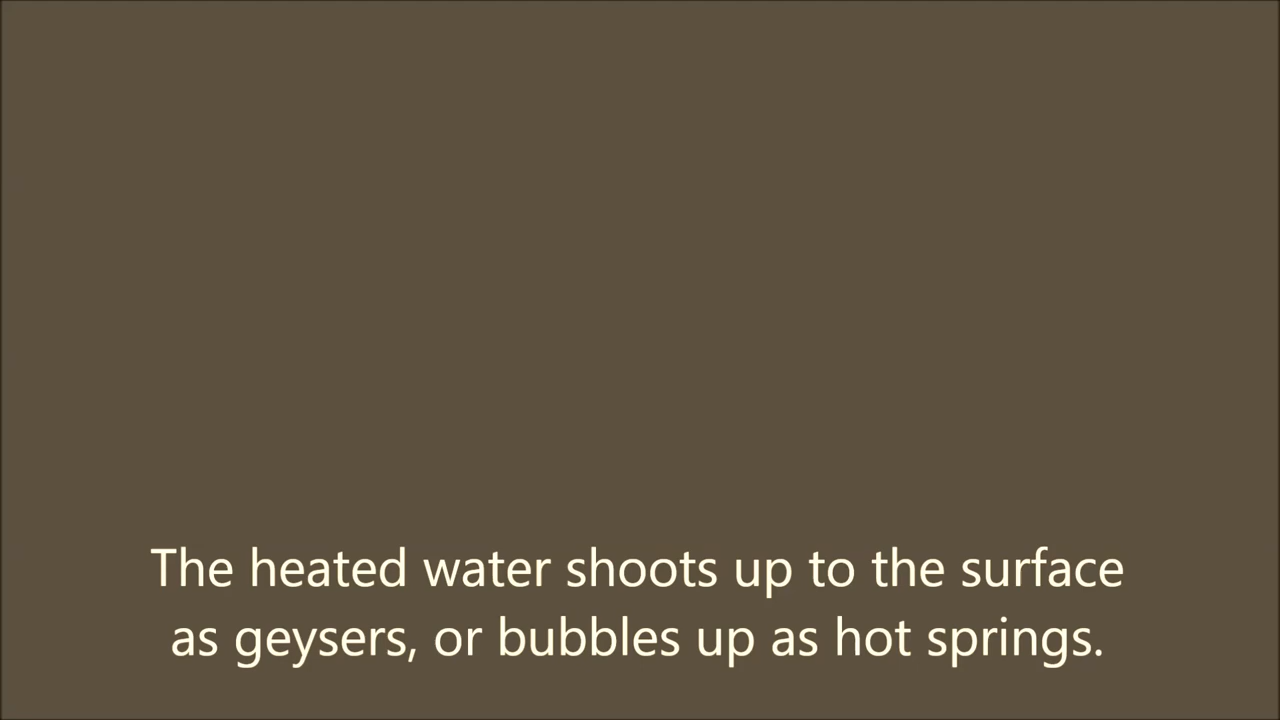 The heated water shoots up to the surface
as geysers, or bubbles up as hot springs.